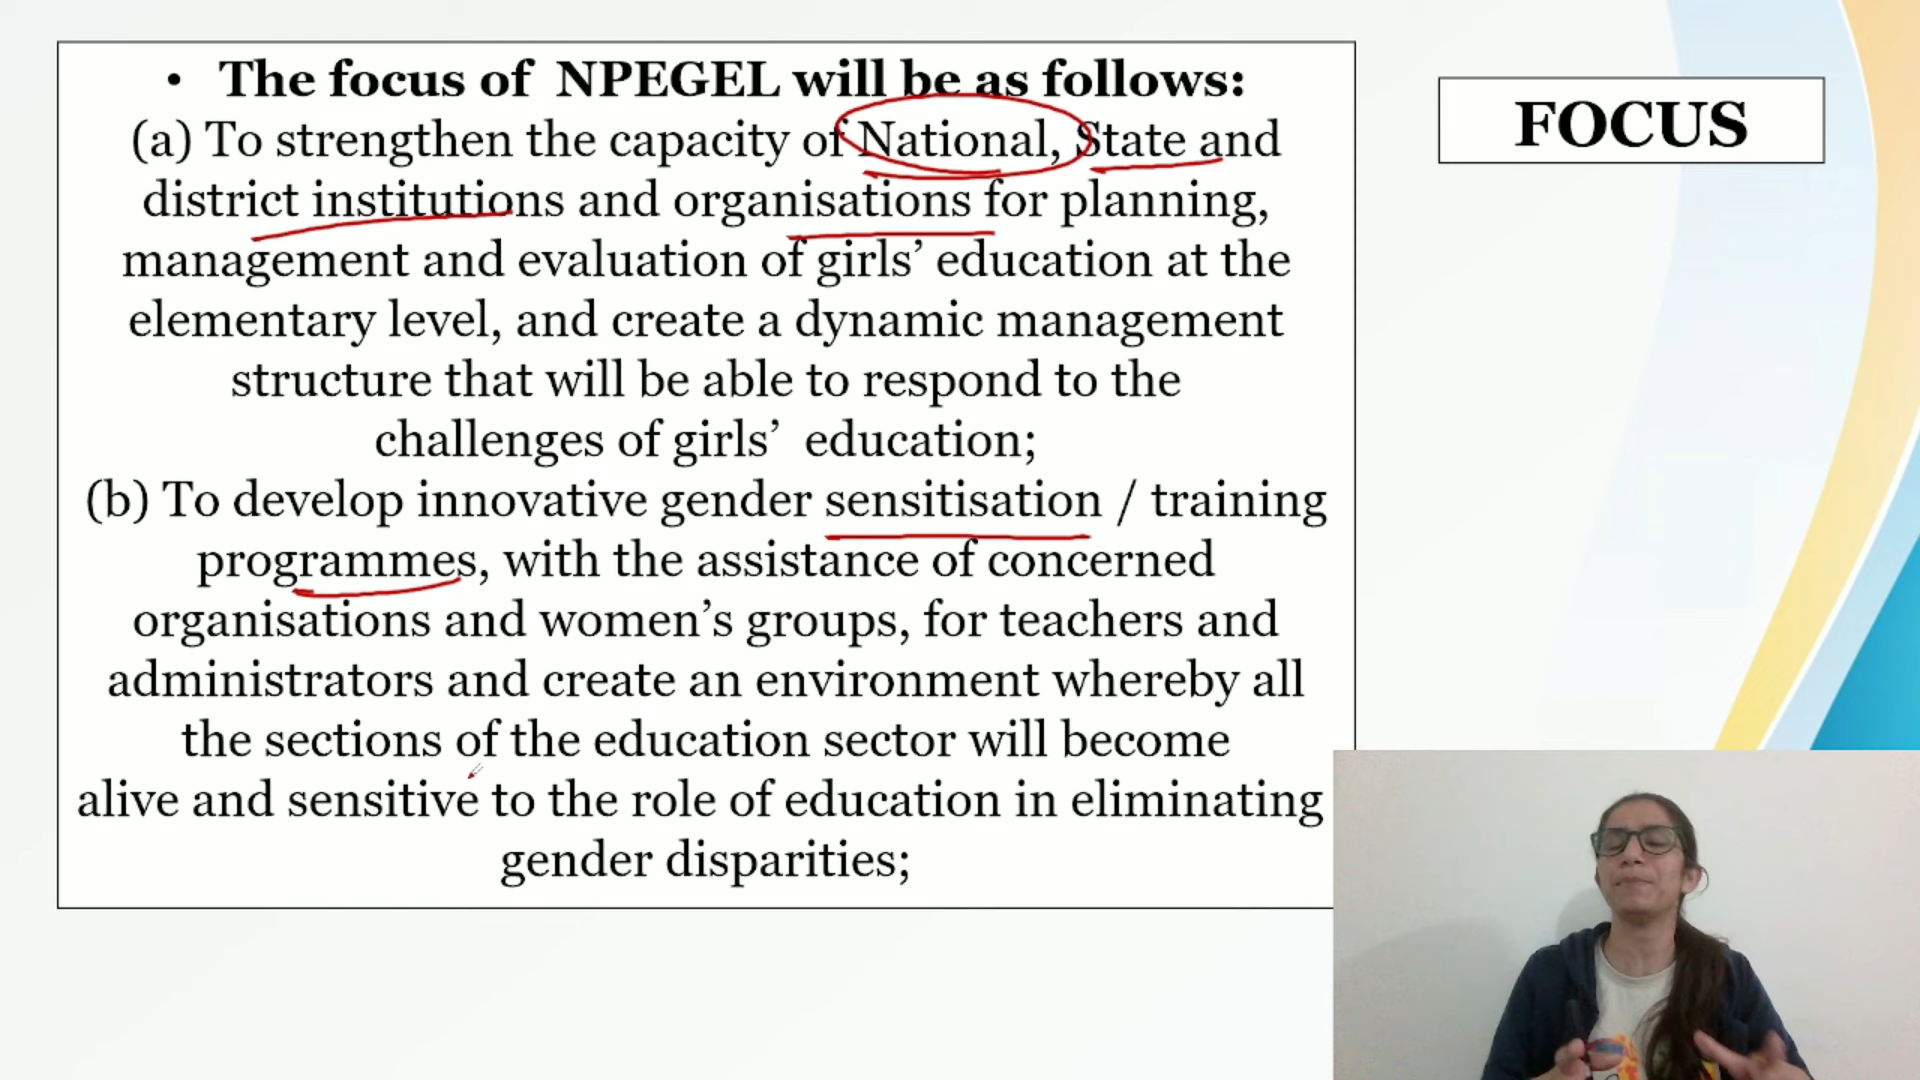 • The focus of NPEGEL will be as follows:
(a) To strengthen the capacity of National, State and
district institutions and organisations for planning,
management and evaluation of girls’ education at the
elementary level, and create a dynamic management
structure that will be able to respond to the
challenges of girls’ education;
(b) To develop innovative gender sensitisation / training
programmes, with the assistance of concerned
organisations and women’s groups, for teachers and
administrators and create an environment whereby all
the sections of the education sector will become
alive and sensitive to the role of education in eliminating
gender disparities;
FOCUS